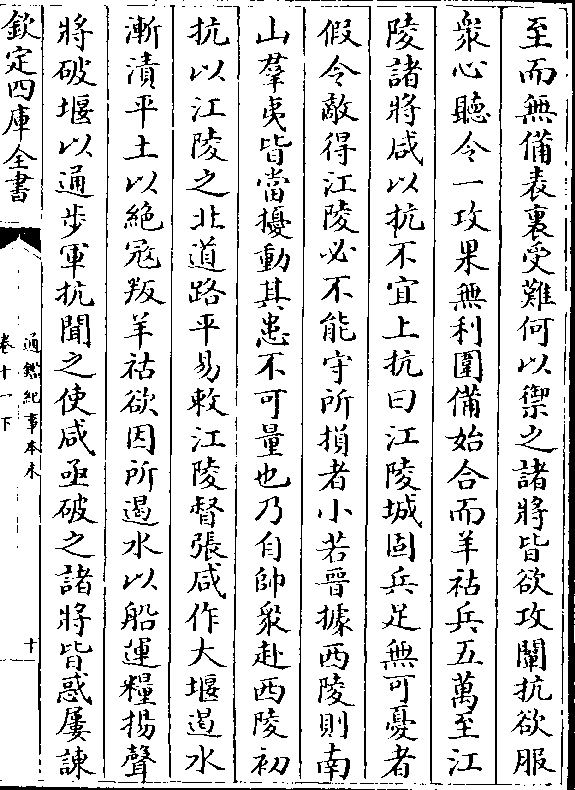 至而無備表裏受難何以禦之諸將皆欲攻闡抗欲服
衆心聽令一攻果無利圍備始合而羊祜兵五萬至江
陵諸將咸以抗不宜上抗曰江陵城固兵足無可憂者
假令敵得江陵必不能守所損者小若晉據西陵則南
山羣夷皆當擾動其患不可量也乃自帥衆赴西陵初
抗以江陵之北道路平易敕江陵督張咸作大堰遏水
漸漬平土以絶寇叛羊祜欲因所遏水以船運糧揚聲
將破堰以通步軍抗聞之使咸亟破之諸將皆惑屢諫
欽定四庫全書
通鑑紀事本末
卷十一下
十